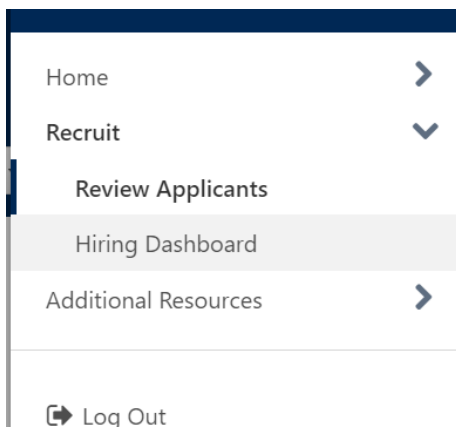 Home
Recruit
Review Applicants
Hiring Dashboard
Additional Resources
Log Out